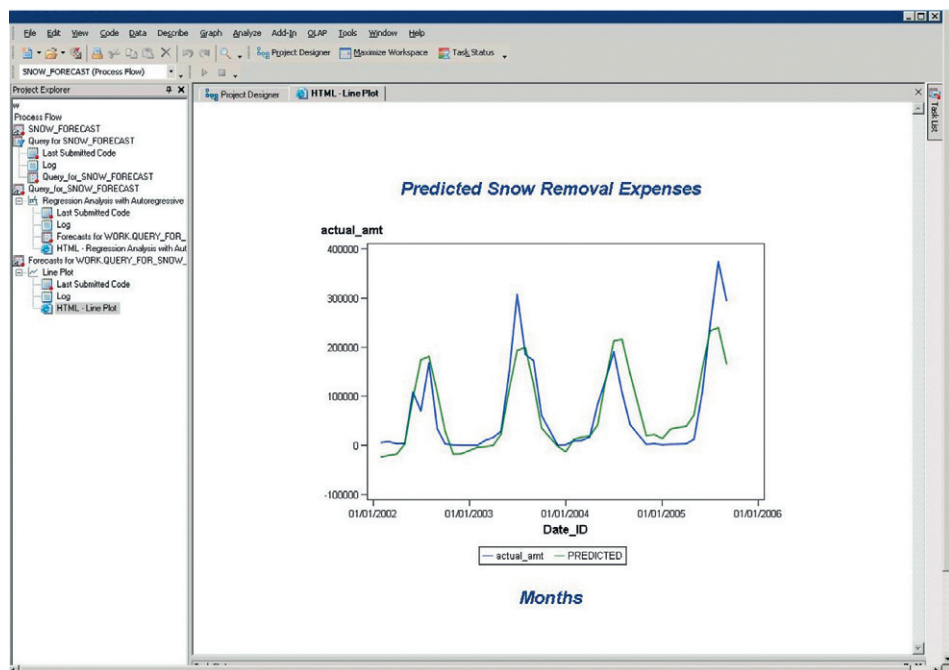 File Edit View Code Data Describe Graph Analyze Add-In OLAP Tools Window Help
Project Designer Maximize Workspace Task Status
SNOW_FORECAST (Process Flow)
Project Explorer
Project Designer HTML - Line Plot
Task List
w
Process Flow
SNOW_FORECAST
Query for SNOW_FORECAST
Last Submitted Code
Log
Query_for_SNOW_FORECAST
Query_for_SNOW_FORECAST
Regression Analysis with Autoregressive
Last Submitted Code
Log
Forecasts for WORK.QUERY_FOR_
HTML - Regression Analysis with Aut
Forecasts for WORK.QUERY_FOR_SNOW_
Line Plot
Last Submitted Code
Log
HTML - Line Plot
Predicted Snow Removal Expenses
actual_amt
400000
300000
200000
100000
0
-100000
01/01/2002 01/01/2003 01/01/2004 01/01/2005 01/01/2006
Date_ID
actual_amt PREDICTED
Months